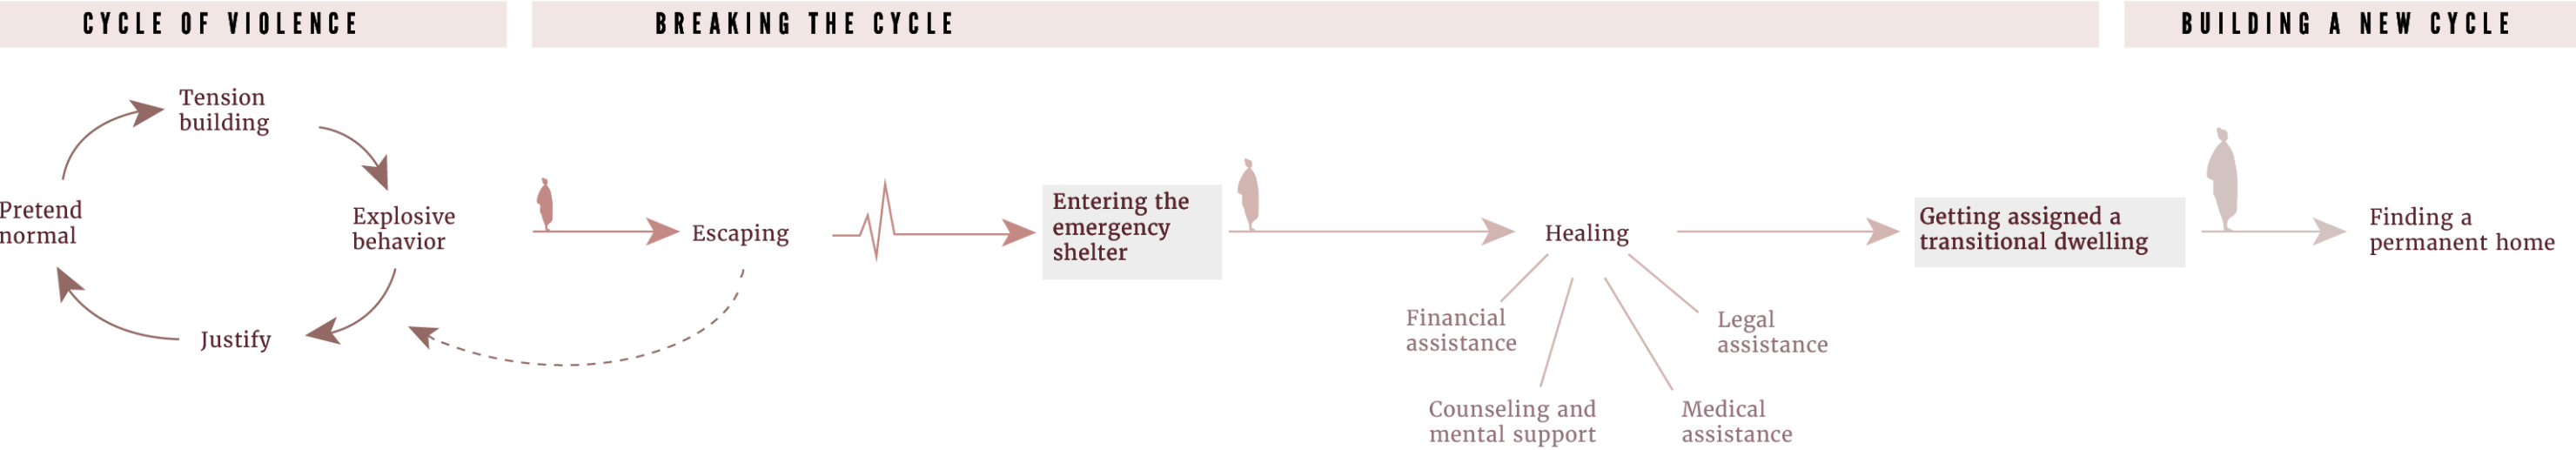 CYCLE OF VIOLENCE
BREAKING THE CYCLE
BUILDING A NEW CYCLE
Tension
building
Explosive
behavior
Justify
Pretend
normal
Escaping
Entering the
emergency
shelter
Healing
Financial
assistance
Counseling and
mental support
Medical
assistance
Legal
assistance
Getting assigned a
transitional dwelling
Finding a
permanent home